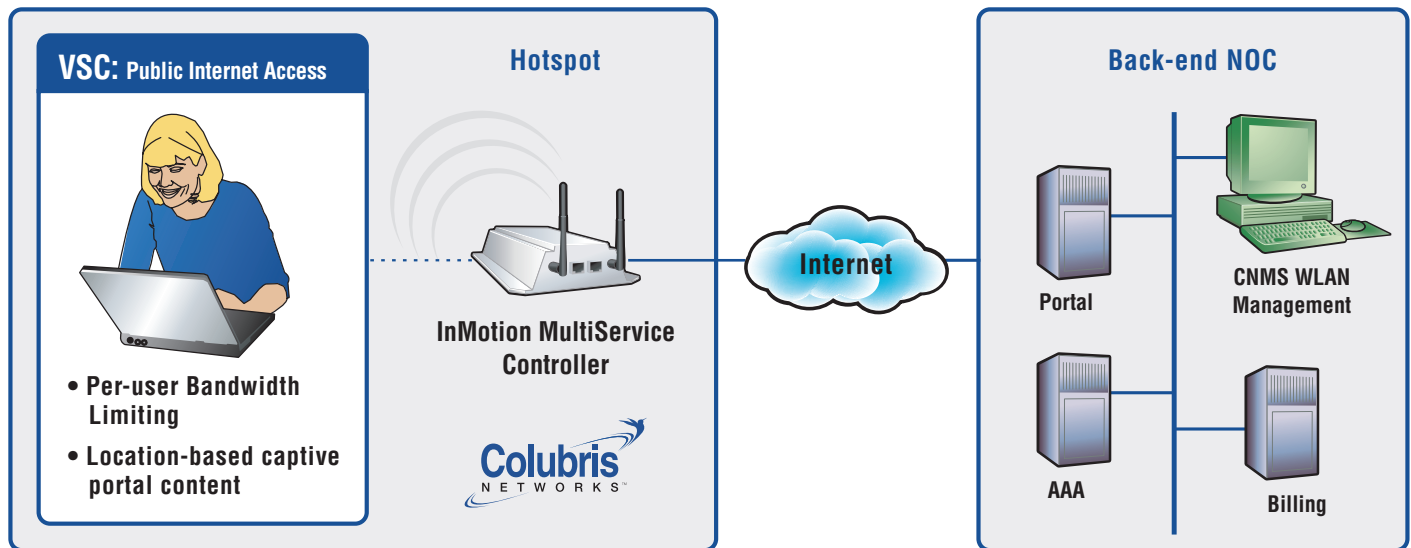 VSC: Public Internet Access
• Per-user Bandwidth
Limiting
• Location-based captive
portal content
Hotspot
InMotion MultiService
Controller
Colubris
NETWORKS™
Internet
Back-end NOC
Portal
CNMS WLAN
Management
AAA
Billing